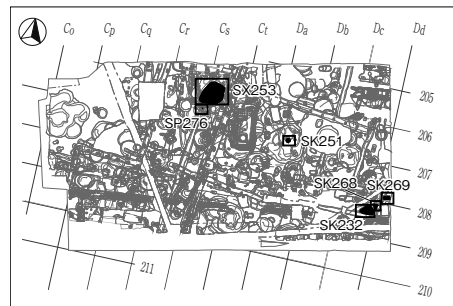 Co Cp Cq Cr Cs Ct Da Db Dc Dd
205
SX253
SP276
206
SK251
207
SK268 SK269
208
SK232
209
211
210